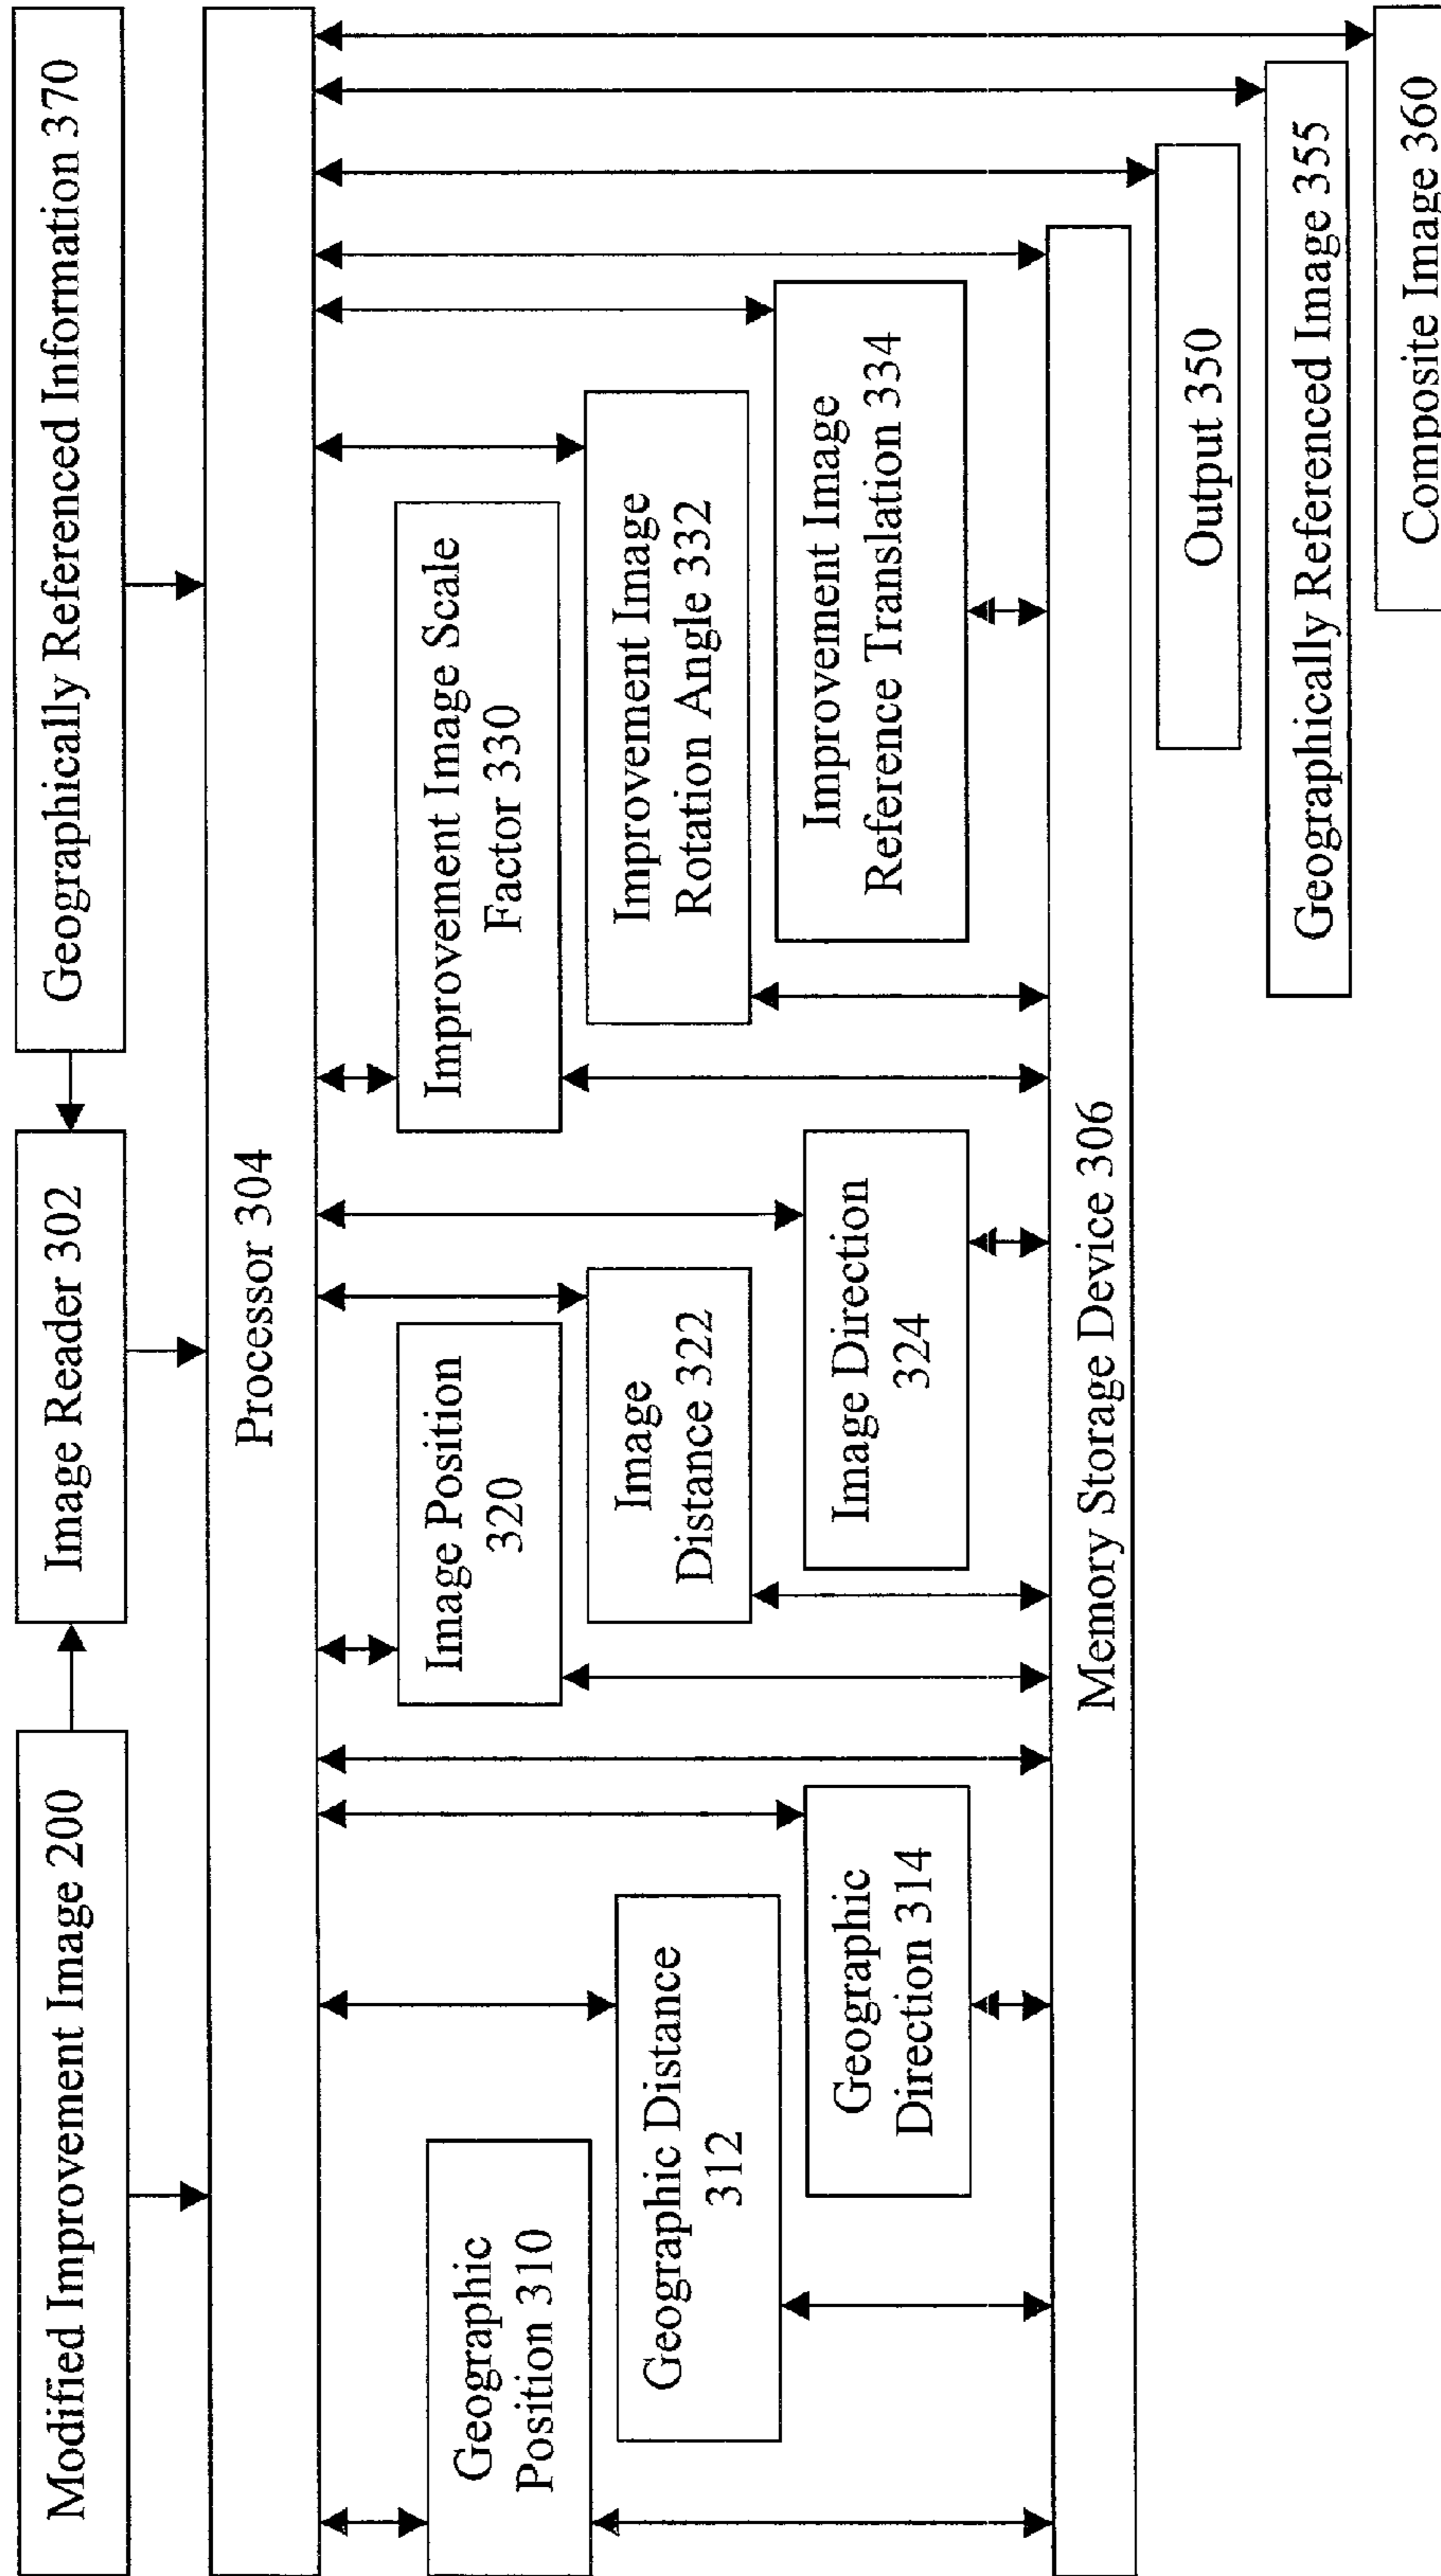 Modified Improvement Image 200
Image Reader 302
Geographically Referenced Information 370
Processor 304
Geographic
Position 310
Geographic Distance
312
Geographic
Direction 314
Image Position
320
Image
Distance 322
Image Direction
324
Improvement Image Scale
Factor 330
Improvement Image
Rotation Angle 332
Improvement Image
Reference Translation 334
Memory Storage Device 306
Output 350
Geographically Referenced Image 355
Composite Image 360